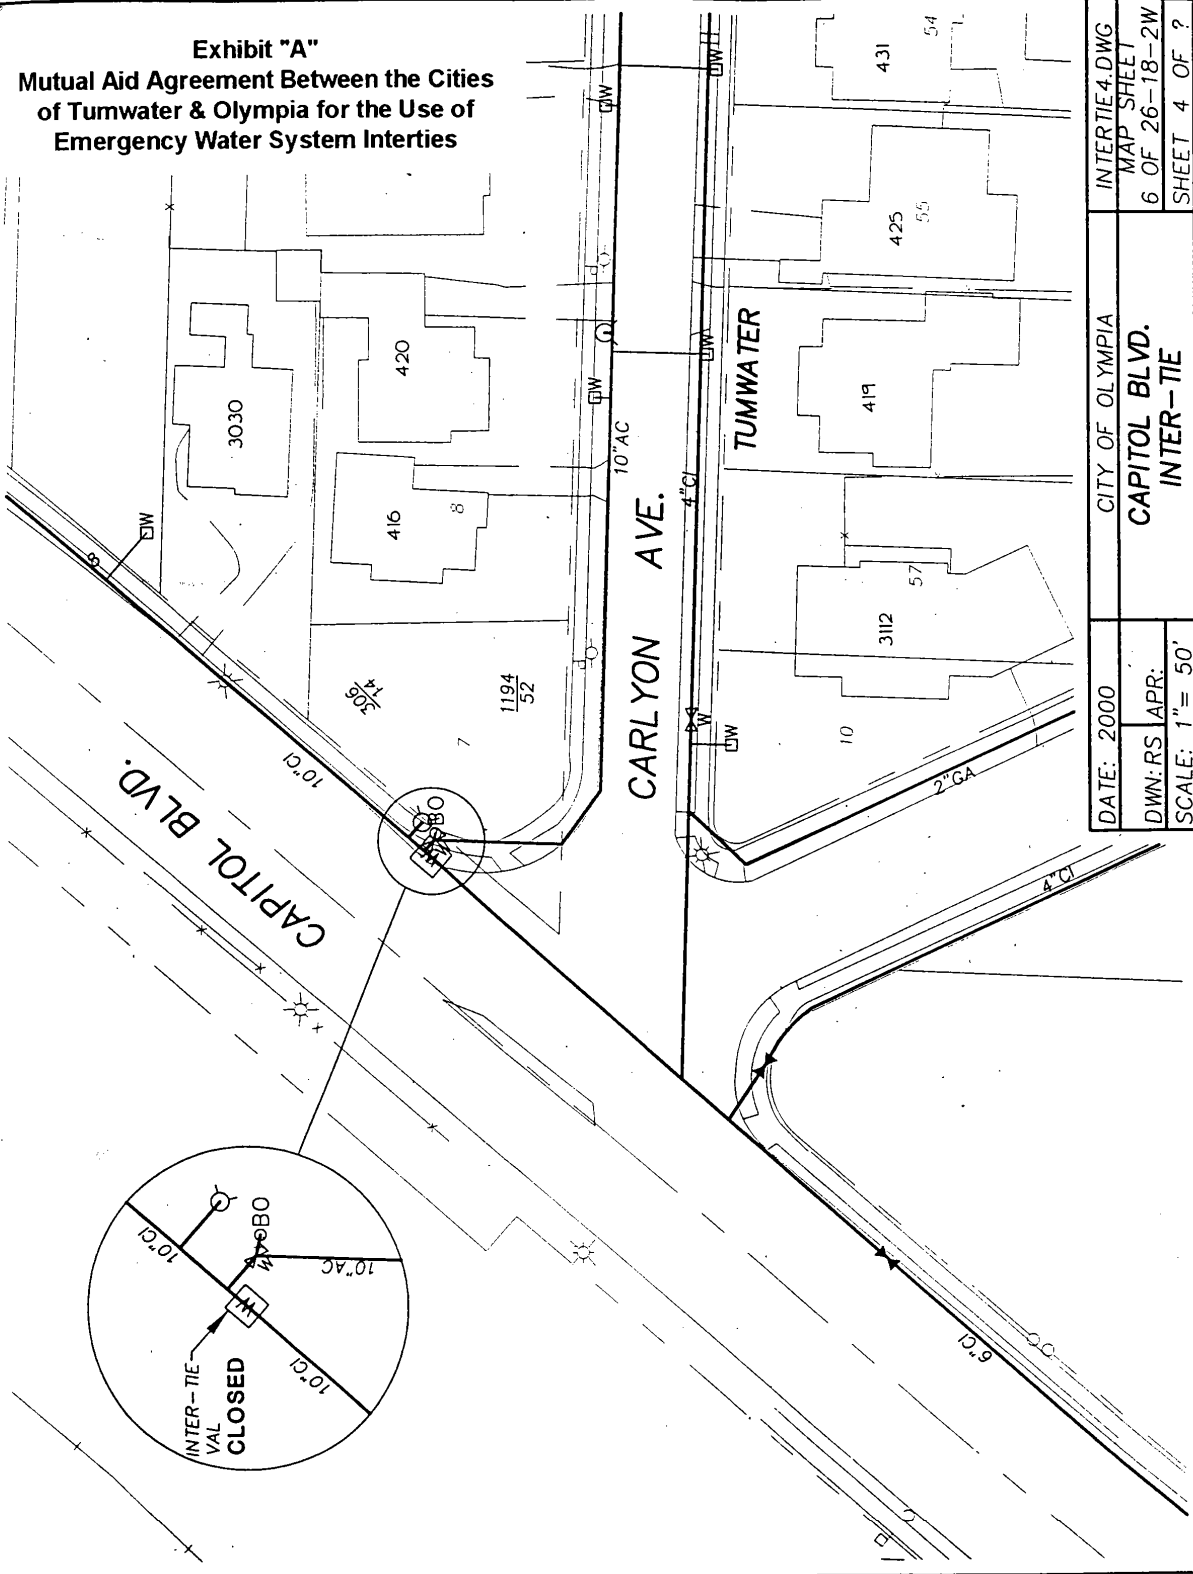 Exhibit "A"
Mutual Aid Agreement Between the Cities
of Tumwater & Olympia for the Use of
Emergency Water System Interties
CAPITOL BLVD.
CARLYON AVE.
TUMWATER
3030
420
416
8
8
306
14
1194
52
7
431
54
425
55
419
3112
57
10
10"CI
10"AC
4"CI
2"GA
4"CI
6"CI
W
W
W
W
W
W
W
W
BO
INTER-TIE
VAL
CLOSED
10"CI
10"CI
10"AC
BO
DATE: 2000
DWN: RS
APR:
SCALE: 1"= 50'
CITY OF OLYMPIA
CAPITOL BLVD.
INTER-TIE
INTERTIE4.DWG
MAP SHEET
6 OF 26-18-2W
SHEET 4 OF ?